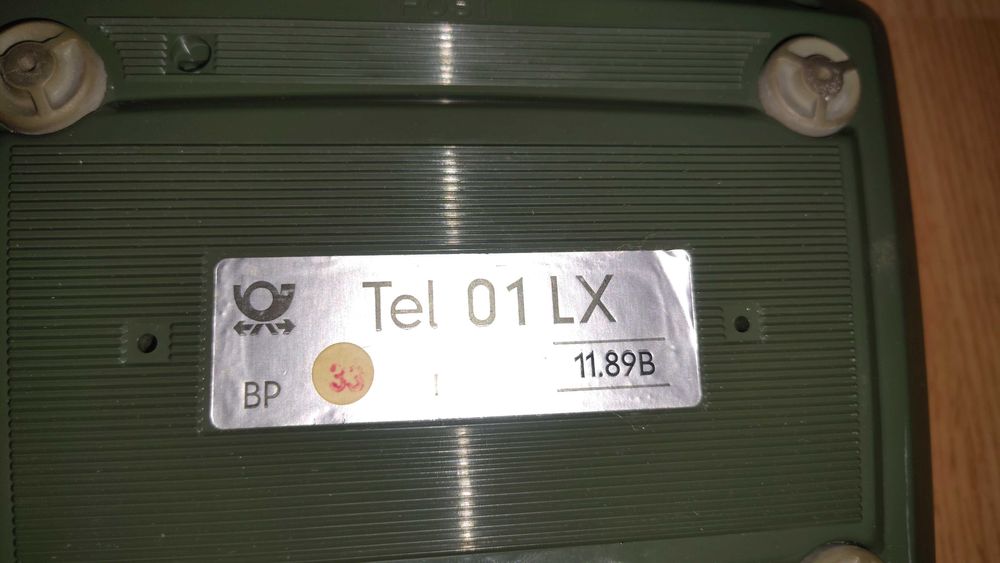 Tel 01 LX
11.89B
33
BP